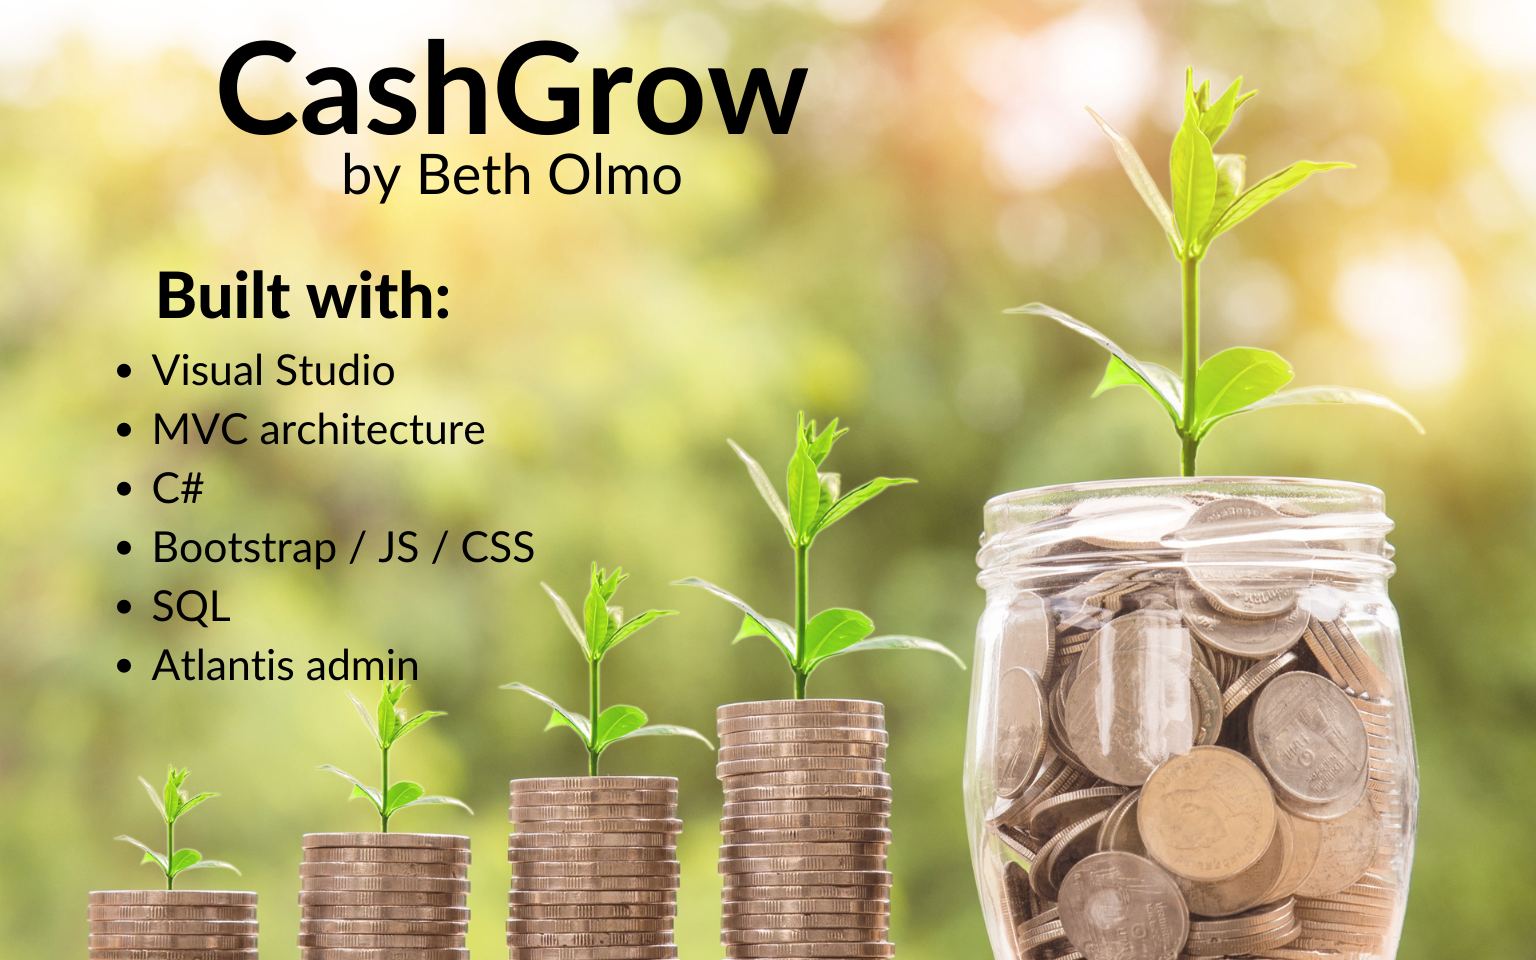 CashGrow
by Beth Olmo
Built with:
• Visual Studio
• MVC architecture
• C#
• Bootstrap / JS / CSS
• SQL
• Atlantis admin